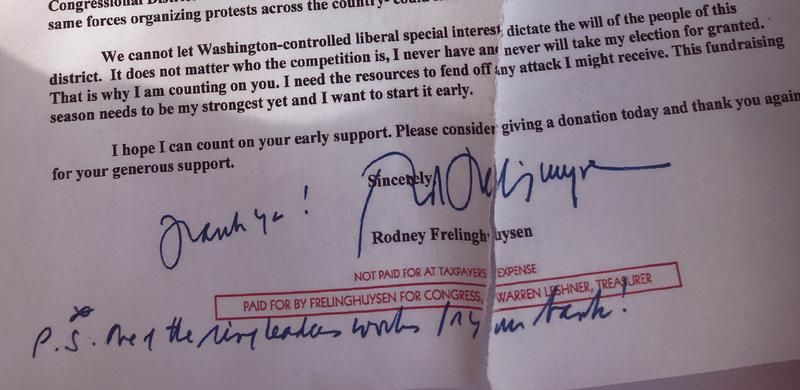 Congressional District
same forces organizing protests across the country- could
We cannot let Washington-controlled liberal special interest dictate the will of the people of this
district. It does not matter who the competition is, I never have and never will take my election for granted.
That is why I am counting on you. I need the resources to fend off any attack I might receive. This fundraising
season needs to be my strongest yet and I want to start it early.
I hope I can count on your early support. Please consider giving a donation today and thank you again
for your generous support.
Sincerely
Thank you!
Rodney Frelinghuysen
NOT PAID FOR AT TAXPAYERS EXPENSE
PAID FOR BY FRELINGHUYSEN FOR CONGRESS, WARREN LESHNER, TREASURER
P.S. One of the ringleaders works in your bank!